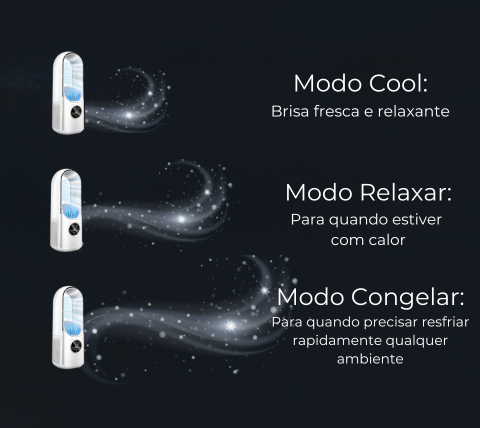 Modo Cool:
Brisa fresca e relaxante
Modo Relaxar:
Para quando estiver
com calor
Modo Congelar:
Para quando precisar resfriar
rapidamente qualquer
ambiente